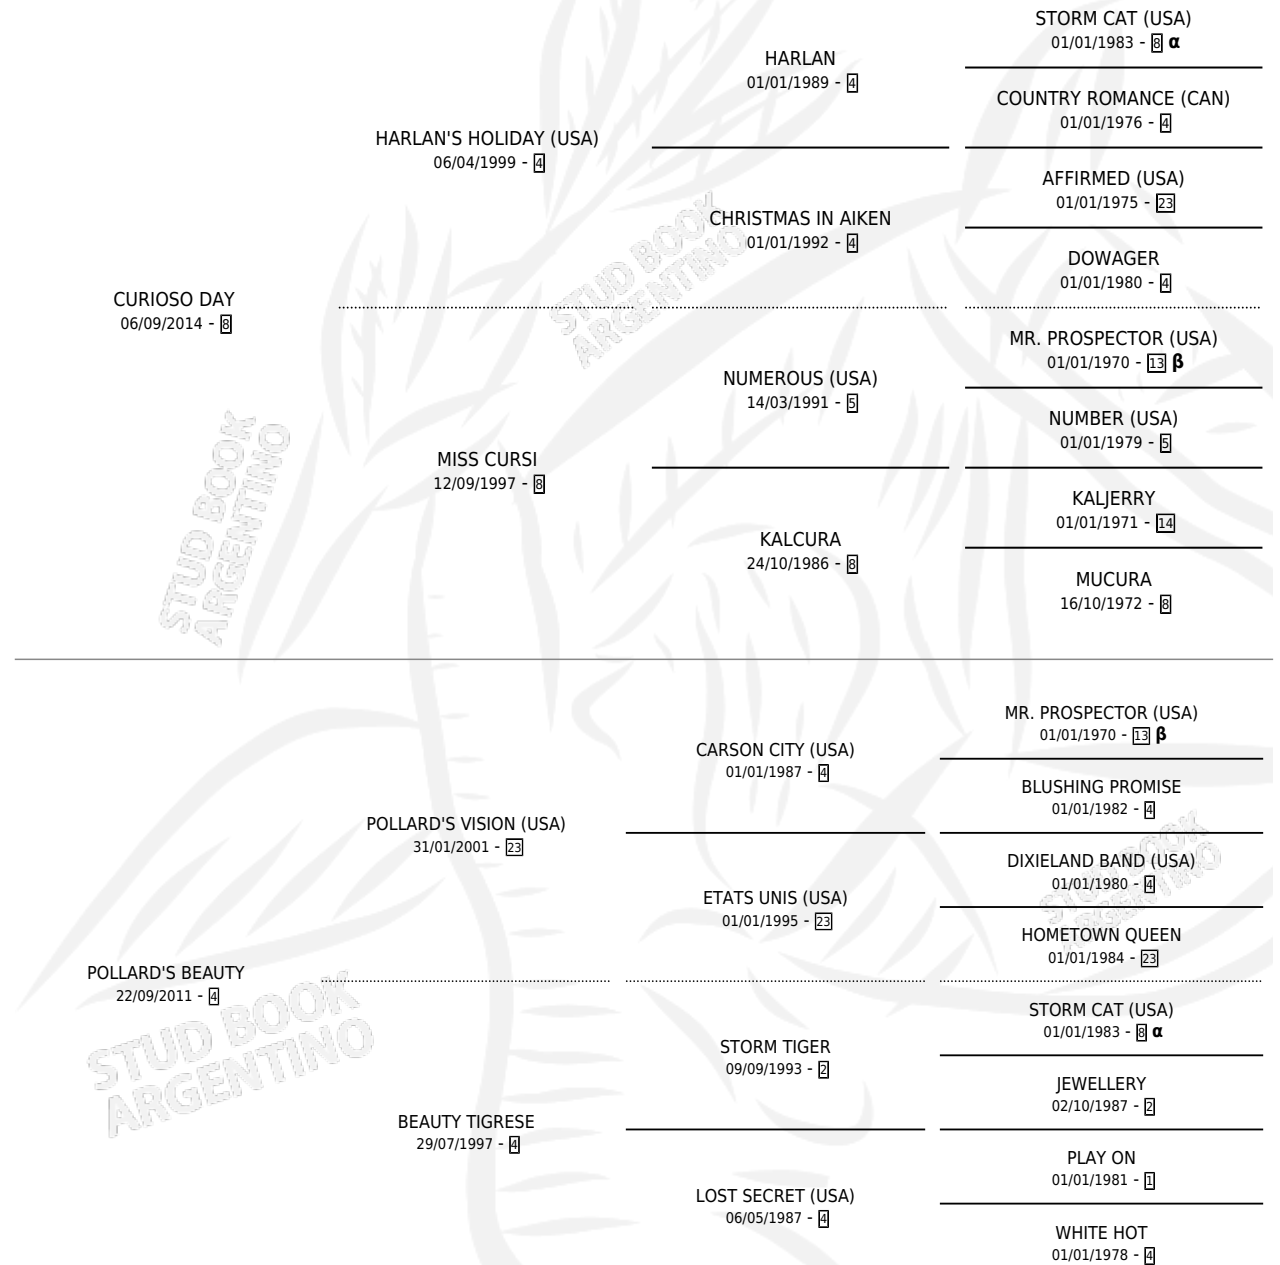 STORM CAT (USA)
01/01/1983 - 8 α
HARLAN
01/01/1989 - 4
COUNTRY ROMANCE (CAN)
01/01/1976 - 4
HARLAN'S HOLIDAY (USA)
06/04/1999 - 4
AFFIRMED (USA)
01/01/1975 - 23
CHRISTMAS IN AIKEN
01/01/1992 - 4
DOWAGER
01/01/1980 - 4
STUD BOOK
ARGENTINO
CURIOSO DAY
06/09/2014 - 8
MR. PROSPECTOR (USA)
01/01/1970 - 13 β
NUMEROUS (USA)
14/03/1991 - 5
NUMBER (USA)
01/01/1979 - 5
MISS CURSI
12/09/1997 - 8
KALJERRY
01/01/1971 - 14
KALCURA
24/10/1986 - 8
MUCURA
16/10/1972 - 8
STUD BOOK
ARGENTINO
MR. PROSPECTOR (USA)
01/01/1970 - 13 β
CARSON CITY (USA)
01/01/1987 - 4
BLUSHING PROMISE
01/01/1982 - 4
POLLARD'S VISION (USA)
31/01/2001 - 23
DIXIELAND BAND (USA)
01/01/1980 - 4
ETATS UNIS (USA)
01/01/1995 - 23
HOMETOWN QUEEN
01/01/1984 - 23
STUD BOOK
ARGENTINO
POLLARD'S BEAUTY
22/09/2011 - 4
STORM CAT (USA)
01/01/1983 - 8 α
STORM TIGER
09/09/1993 - 2
JEWELLERY
02/10/1987 - 2
BEAUTY TIGRESE
29/07/1997 - 4
PLAY ON
01/01/1981 - 1
LOST SECRET (USA)
06/05/1987 - 4
WHITE HOT
01/01/1978 - 4
STUD BOOK
ARGENTINO